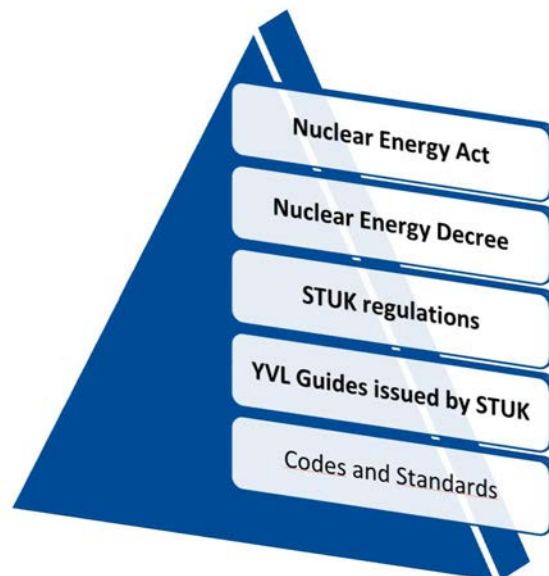 Nuclear Energy Act
Nuclear Energy Decree
STUK regulations
YVL Guides issued by STUK
Codes and Standards